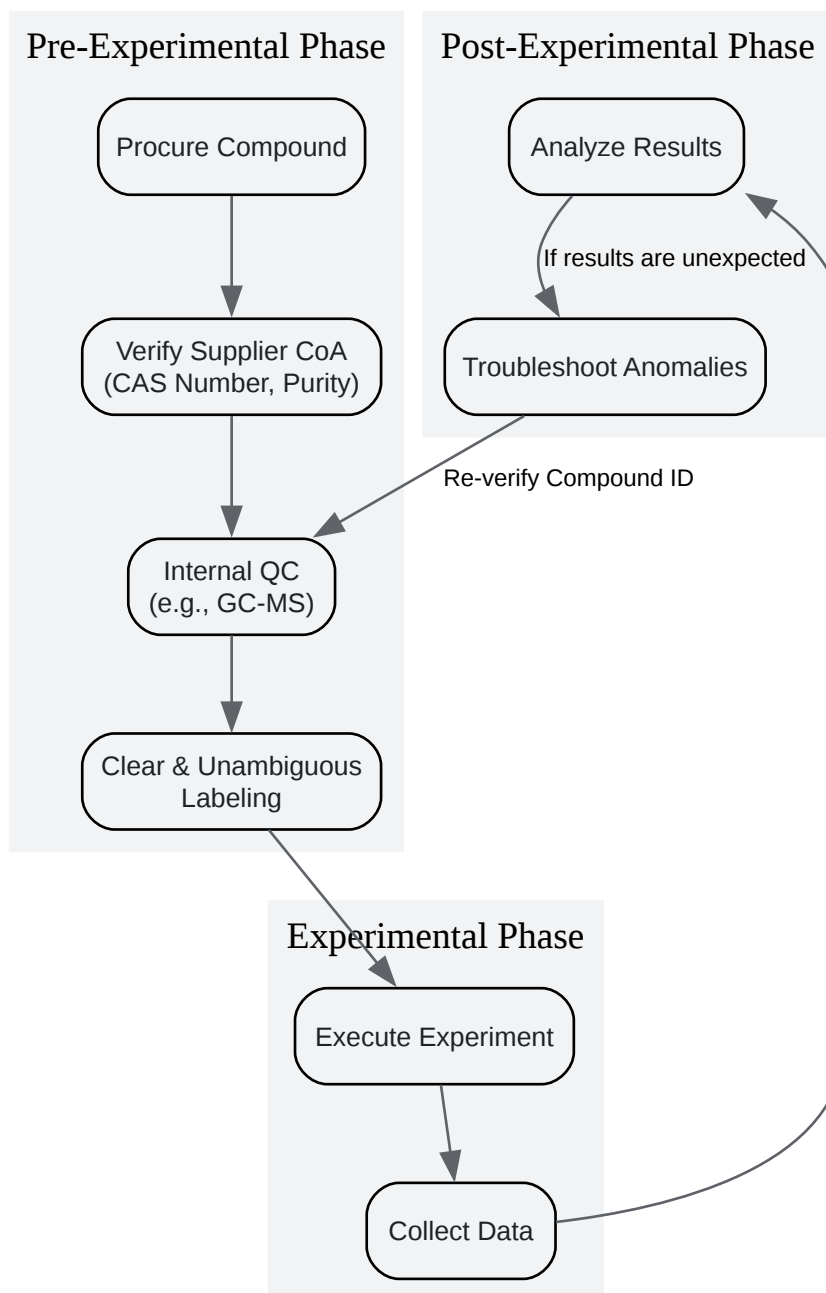 Pre-Experimental Phase
Procure Compound
Verify Supplier CoA
(CAS Number, Purity)
Internal QC
(e.g., GC-MS)
Clear & Unambiguous
Labeling
Post-Experimental Phase
Analyze Results
If results are unexpected
Troubleshoot Anomalies
Re-verify Compound ID
Experimental Phase
Execute Experiment
Collect Data